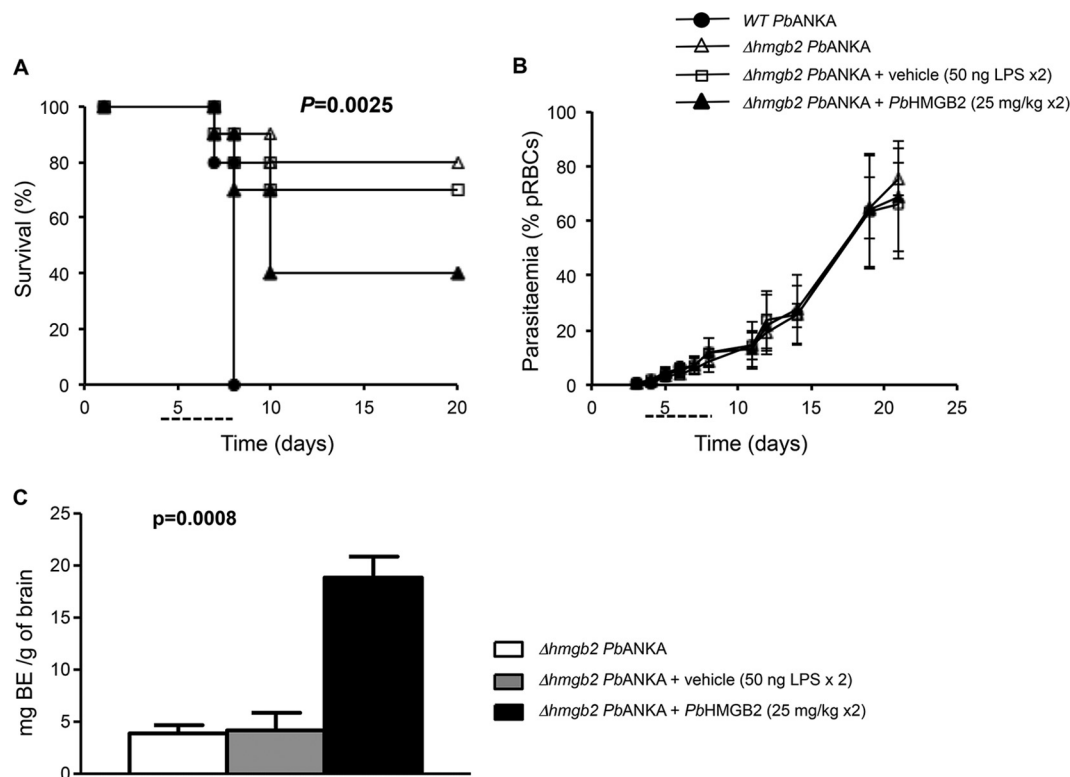 WT PbANKA
Δhmgb2 PbANKA
Δhmgb2 PbANKA + vehicle (50 ng LPS x2)
Δhmgb2 PbANKA + PbHMGB2 (25 mg/kg x2)
A
P=0.0025
100
80
60
40
20
0
Survival (%)
0 5 10 15 20
Time (days)
B
100
80
60
40
20
0
Parasitaemia (% pRBCs)
0 5 10 15 20 25
Time (days)
C
p=0.0008
25
20
15
10
5
0
mg BE /g of brain
Δhmgb2 PbANKA
Δhmgb2 PbANKA + vehicle (50 ng LPS x 2)
Δhmgb2 PbANKA + PbHMGB2 (25 mg/kg x2)